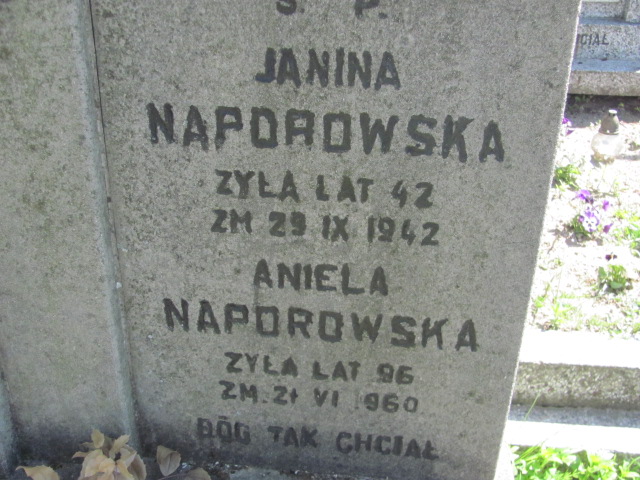 Ś. P.
JANINA
NAPOROWSKA
ŻYŁA LAT 42
ZM 29 IX 1942
ANIELA
NAPOROWSKA
ŻYŁA LAT 96
ZM. 21 VI 1960
BÓG TAK CHCIAŁ
CHCIAŁ